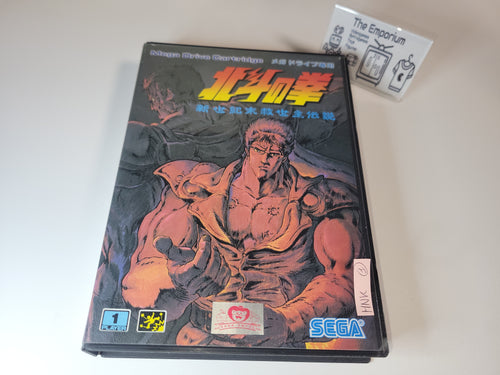 The Emporium
Mega Drive Cartridge メガドライブ専用
北斗の拳
新世紀末救世主伝説
1
PLAYER
HNK
SEGA